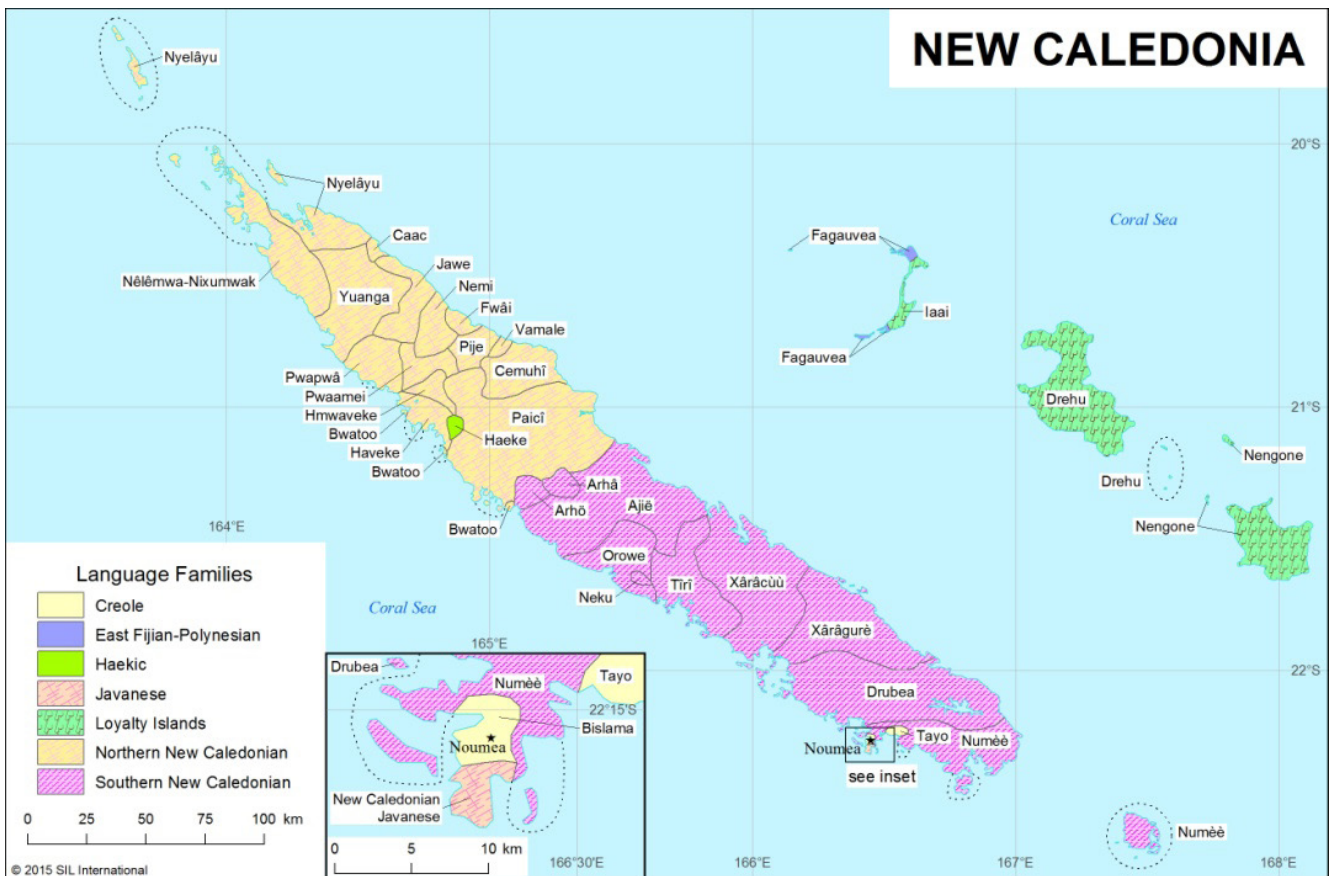 NEW CALEDONIA
Nyelâyu
20°S
Nyelâyu
Coral Sea
Caac
Fagauvea
Jawe
Nêlêmwa-Nixumwak
Nemi
Yuanga
Fwâi
Iaai
Vamale
Pije
Fagauvea
Cemuhî
Pwapwâ
Pwaamei
Drehu
Hmwaveke
21°S
Bwatoo
Paicî
Haeke
Haveke
Nengone
Bwatoo
Drehu
Arhâ
Arhö
Ajië
164°E
Nengone
Bwatoo
Orowe
Neku
Tîrî
Xârâcùù
Coral Sea
Xârâgurè
165°E
22°S
Drubea
Tayo
Numèè
Noumea
see inset
Numèè
166°E
167°E
168°E
Language Families
Creole
East Fijian-Polynesian
Haekic
Javanese
Loyalty Islands
Northern New Caledonian
Southern New Caledonian
0 25 50 75 100 km
© 2015 SIL International
Drubea
Tayo
Numèè
22°15'S
Bislama
Noumea
New Caledonian
Javanese
0 5 10 km
166°30'E